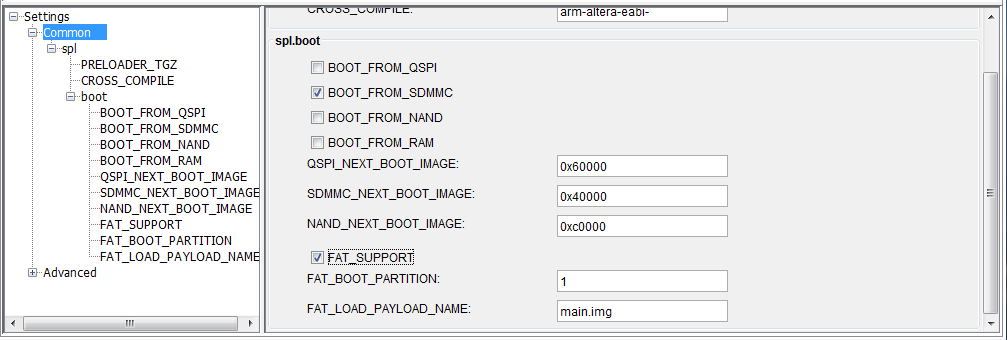 Settings
Common
spl
PRELOADER_TGZ
CROSS_COMPILE
boot
BOOT_FROM_QSPI
BOOT_FROM_SDMMC
BOOT_FROM_NAND
BOOT_FROM_RAM
QSPI_NEXT_BOOT_IMAGE
SDMMC_NEXT_BOOT_IMAGE
NAND_NEXT_BOOT_IMAGE
FAT_SUPPORT
FAT_BOOT_PARTITION
FAT_LOAD_PAYLOAD_NAME
Advanced
CROSS_COMPILE: arm-altera-eabi-
spl.boot
BOOT_FROM_QSPI
BOOT_FROM_SDMMC
BOOT_FROM_NAND
BOOT_FROM_RAM
QSPI_NEXT_BOOT_IMAGE: 0x60000
SDMMC_NEXT_BOOT_IMAGE: 0x40000
NAND_NEXT_BOOT_IMAGE: 0xc0000
FAT_SUPPORT
FAT_BOOT_PARTITION: 1
FAT_LOAD_PAYLOAD_NAME: main.img